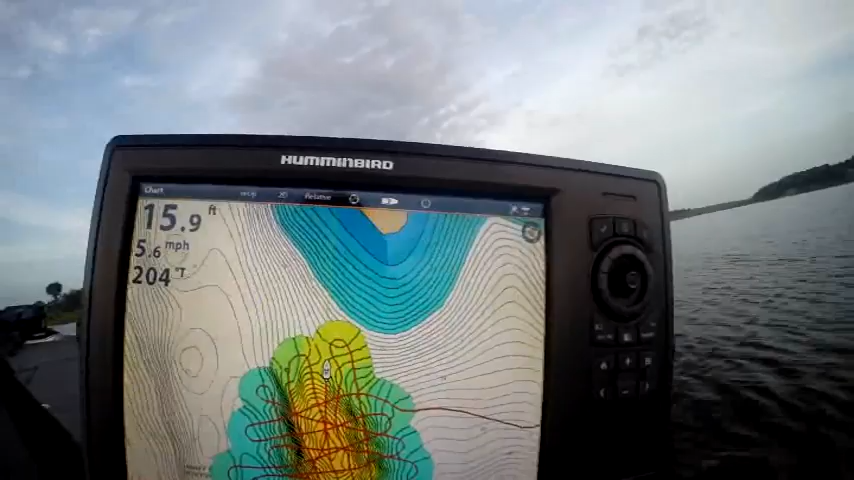 HUMMINBIRD
Chart
2D Relative
15.9 ft
5.6 mph
204 °T